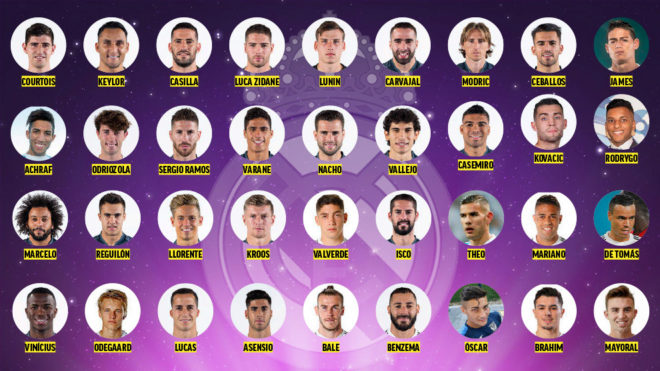 COURTOIS
KEYLOR
CASILLA
LUCA ZIDANE
LUNIN
CARVAJAL
MODRIC
CEBALLOS
JAMES
ACHRAF
ODRIOZOLA
SERGIO RAMOS
VARANE
NACHO
VALLEJO
CASEMIRO
KOVACIC
RODRYGO
MARCELO
REGUILÓN
LLORENTE
KROOS
VALVERDE
ISCO
THEO
MARIANO
DE TOMÁS
VINÍCIUS
ODEGAARD
LUCAS
ASENSIO
BALE
BENZEMA
ÓSCAR
BRAHIM
MAYORAL